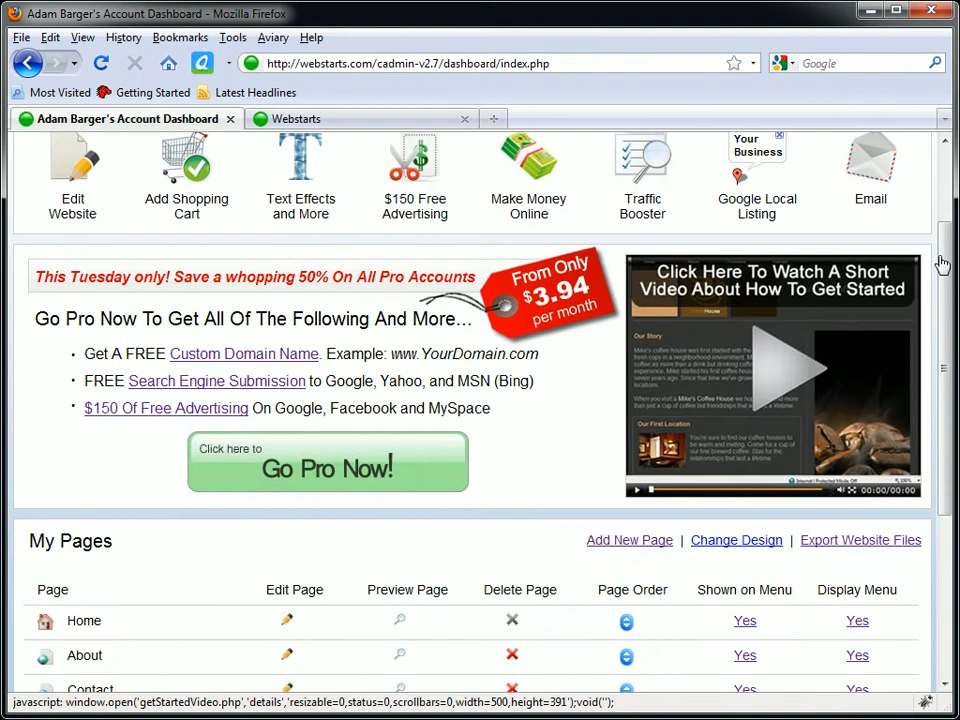 Adam Barger's Account Dashboard - Mozilla Firefox
File Edit View History Bookmarks Tools Aviary Help
http://webstarts.com/cadmin-v2.7/dashboard/index.php
Google
Most Visited Getting Started Latest Headlines
Adam Barger's Account Dashboard
Webstarts
Edit Website
Add Shopping Cart
Text Effects and More
$150 Free Advertising
Make Money Online
Traffic Booster
Your Business
Google Local Listing
Email
This Tuesday only! Save a whopping 50% On All Pro Accounts
From Only
$3.94
per month
Go Pro Now To Get All Of The Following And More...
• Get A FREE Custom Domain Name. Example: www.YourDomain.com
• FREE Search Engine Submission to Google, Yahoo, and MSN (Bing)
• $150 Of Free Advertising On Google, Facebook and MySpace
Click here to
Go Pro Now!
Click Here To Watch A Short
Video About How To Get Started
House
Our Story
Our First Location
00:00/00:00
My Pages
Add New Page | Change Design | Export Website Files
Page Edit Page Preview Page Delete Page Page Order Shown on Menu Display Menu
Home Yes Yes
About Yes Yes
Contact Yes Yes
javascript: window.open('getStartedVideo.php','details','resizable=0,status=0,scrollbars=0,width=500,height=391');void('');